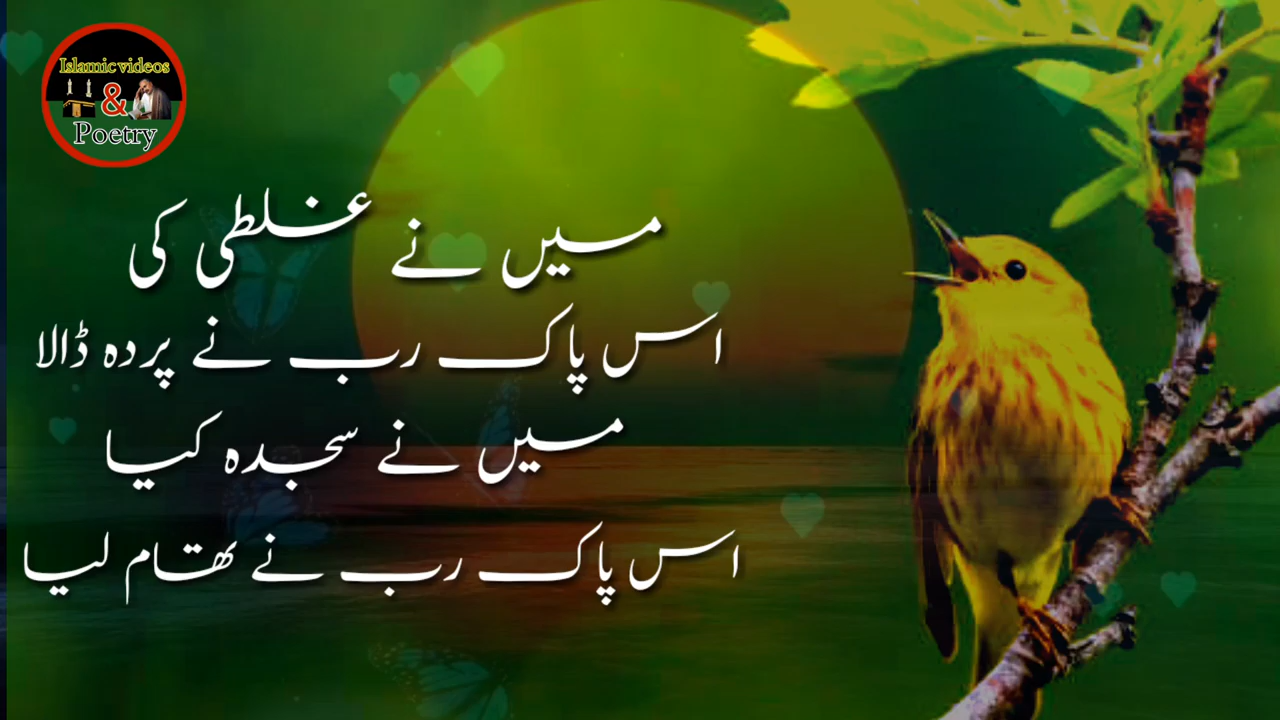 Islamic videos
&
Poetry
میں نے غلطی کی
اس پاک رب نے پردہ ڈالا
میں نے سجدہ کیا
اس پاک رب نے تھام لیا